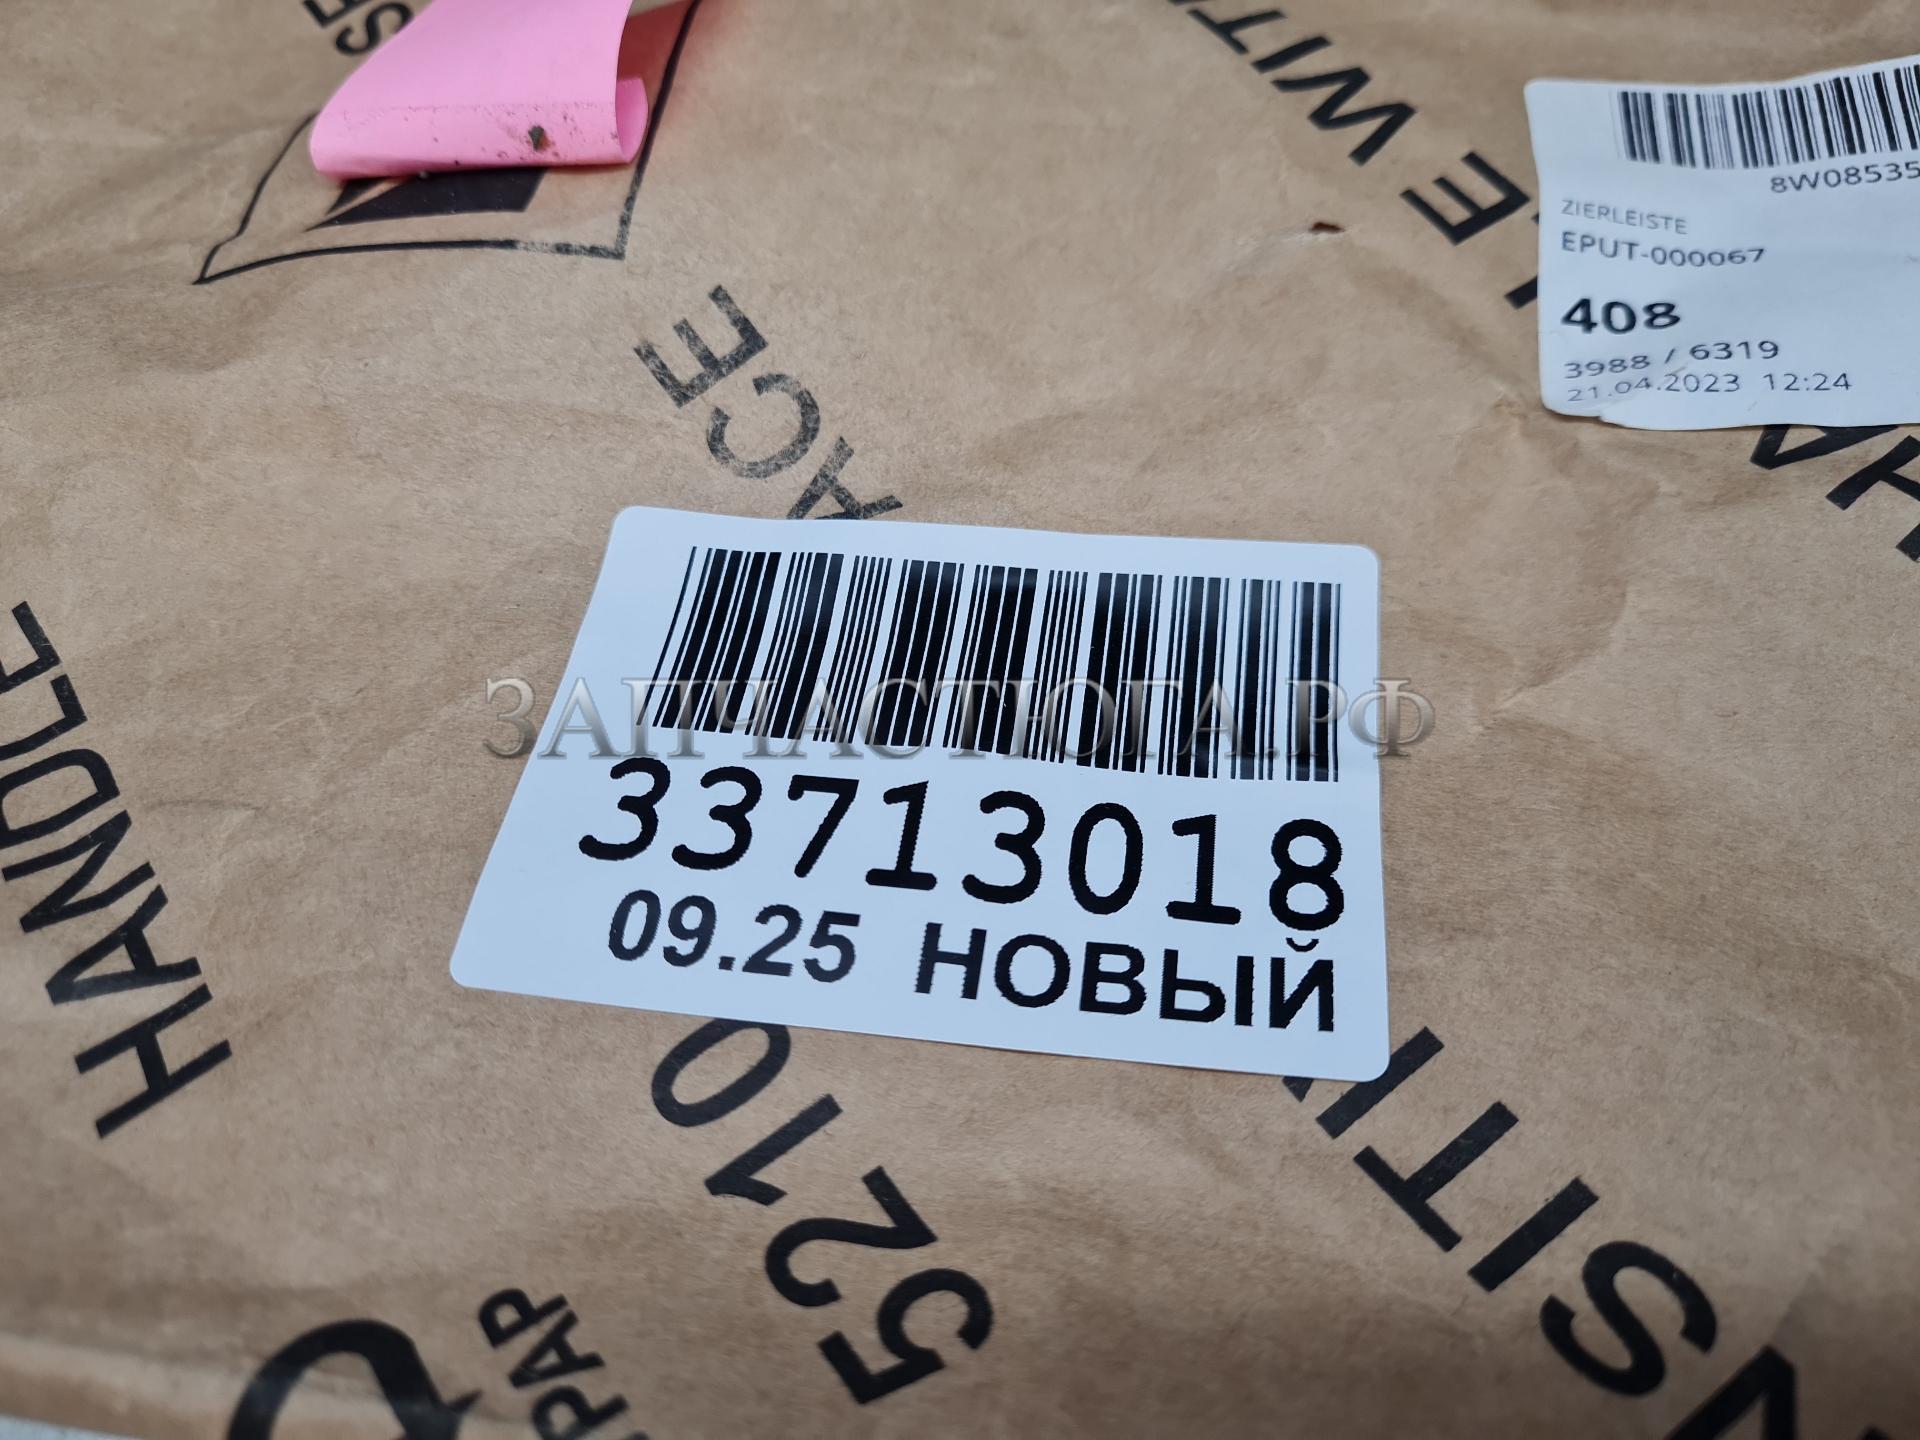 8W08535
ZIERLEISTE
EPUT-000067
408
3988 / 6319
21.04.2023 12:24
ACE
HANDLE
ЗАПЧАСТЮГА.РФ
33713018
09.25 НОВЫЙ
5210